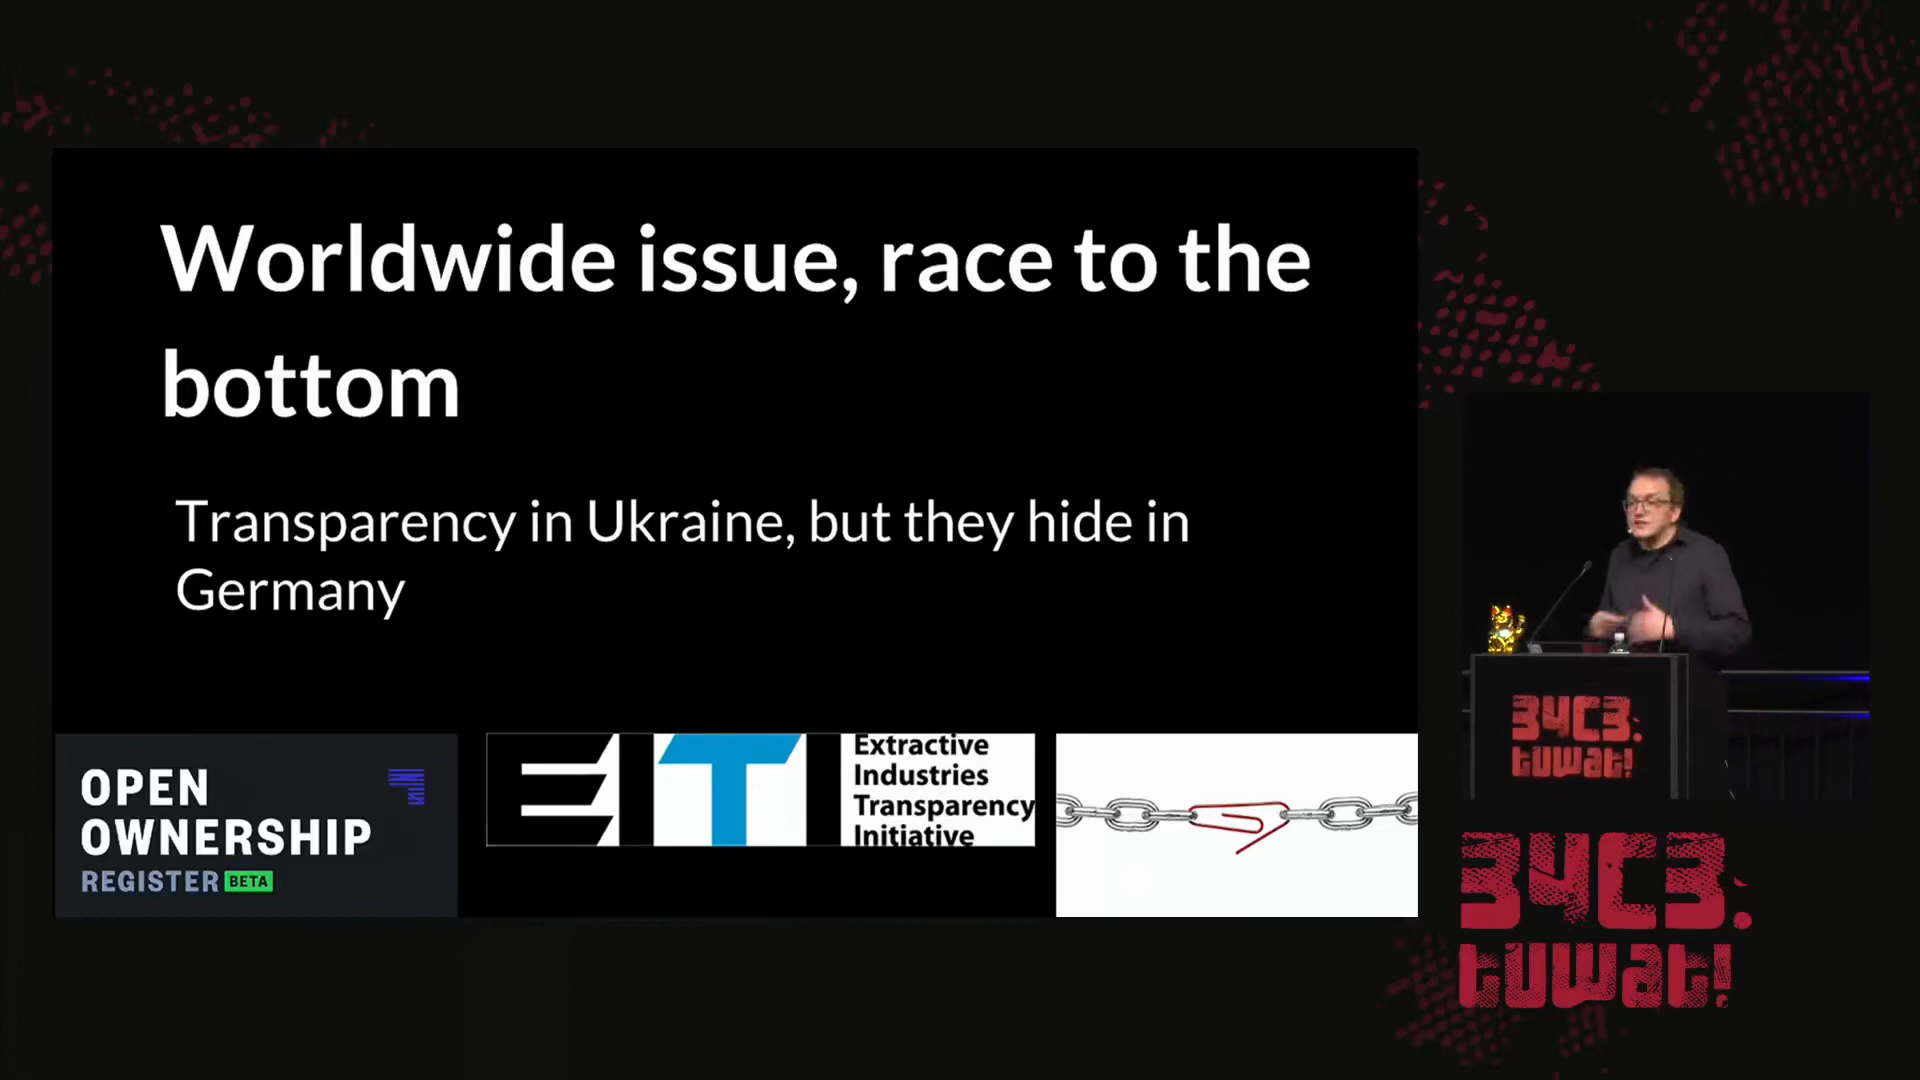 Worldwide issue, race to the
bottom
Transparency in Ukraine, but they hide in
Germany
OPEN
OWNERSHIP
REGISTER BETA
EITI
Extractive
Industries
Transparency
Initiative
34C3:
tuwat!
34C3:
tuwat!